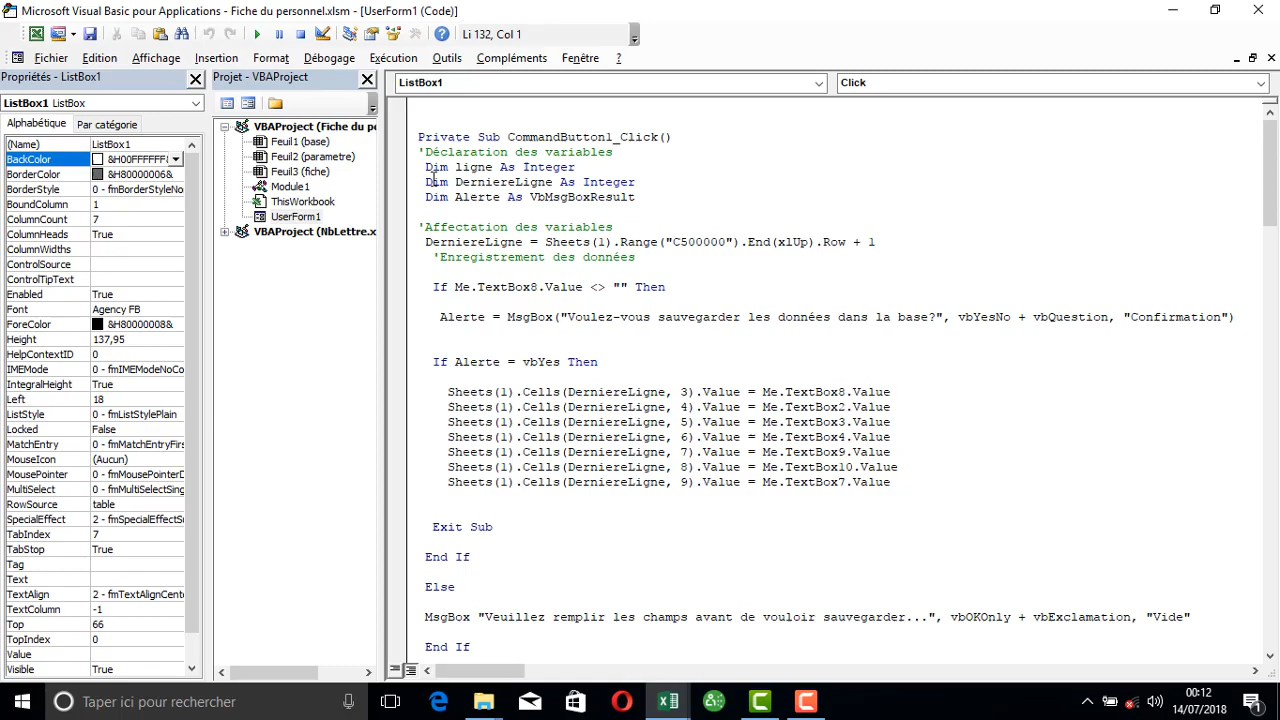 Microsoft Visual Basic pour Applications - Fiche du personnel.xlsm - [UserForm1 (Code)]
Li 132, Col 1
Fichier Edition Affichage Insertion Format Débogage Exécution Outils Compléments Fenêtre ?
Propriétés - ListBox1
ListBox1 ListBox
Alphabétique Par catégorie
(Name) ListBox1
BackColor &H00FFFFFF&
BorderColor &H80000006&
BorderStyle 0 - fmBorderStyleNo
BoundColumn 1
ColumnCount 7
ColumnHeads True
ColumnWidths
ControlSource
ControlTipText
Enabled True
Font Agency FB
ForeColor &H80000008&
Height 137,95
HelpContextID 0
IMEMode 0 - fmIMEModeNoCo
IntegralHeight True
Left 18
ListStyle 0 - fmListStylePlain
Locked False
MatchEntry 0 - fmMatchEntryFirs
MouseIcon (Aucun)
MousePointer 0 - fmMousePointerD
MultiSelect 0 - fmMultiSelectSing
RowSource table
SpecialEffect 2 - fmSpecialEffectSu
TabIndex 7
TabStop True
Tag
Text
TextAlign 2 - fmTextAlignCente
TextColumn -1
Top 66
TopIndex 0
Value
Visible True
Projet - VBAProject
VBAProject (Fiche du pe
Feuil1 (base)
Feuil2 (parametre)
Feuil3 (fiche)
Module1
ThisWorkbook
UserForm1
VBAProject (NbLettre.x
ListBox1 Click
Private Sub CommandButton1_Click()
'Déclaration des variables
Dim ligne As Integer
Dim DerniereLigne As Integer
Dim Alerte As VbMsgBoxResult
'Affectation des variables
DerniereLigne = Sheets(1).Range("C500000").End(xlUp).Row + 1
'Enregistrement des données
If Me.TextBox8.Value <> "" Then
Alerte = MsgBox("Voulez-vous sauvegarder les données dans la base?", vbYesNo + vbQuestion, "Confirmation")
If Alerte = vbYes Then
Sheets(1).Cells(DerniereLigne, 3).Value = Me.TextBox8.Value
Sheets(1).Cells(DerniereLigne, 4).Value = Me.TextBox2.Value
Sheets(1).Cells(DerniereLigne, 5).Value = Me.TextBox3.Value
Sheets(1).Cells(DerniereLigne, 6).Value = Me.TextBox4.Value
Sheets(1).Cells(DerniereLigne, 7).Value = Me.TextBox9.Value
Sheets(1).Cells(DerniereLigne, 8).Value = Me.TextBox10.Value
Sheets(1).Cells(DerniereLigne, 9).Value = Me.TextBox7.Value
Exit Sub
End If
Else
MsgBox "Veuillez remplir les champs avant de vouloir sauvegarder...", vbOKOnly + vbExclamation, "Vide"
End If
Taper ici pour rechercher
00:12
14/07/2018